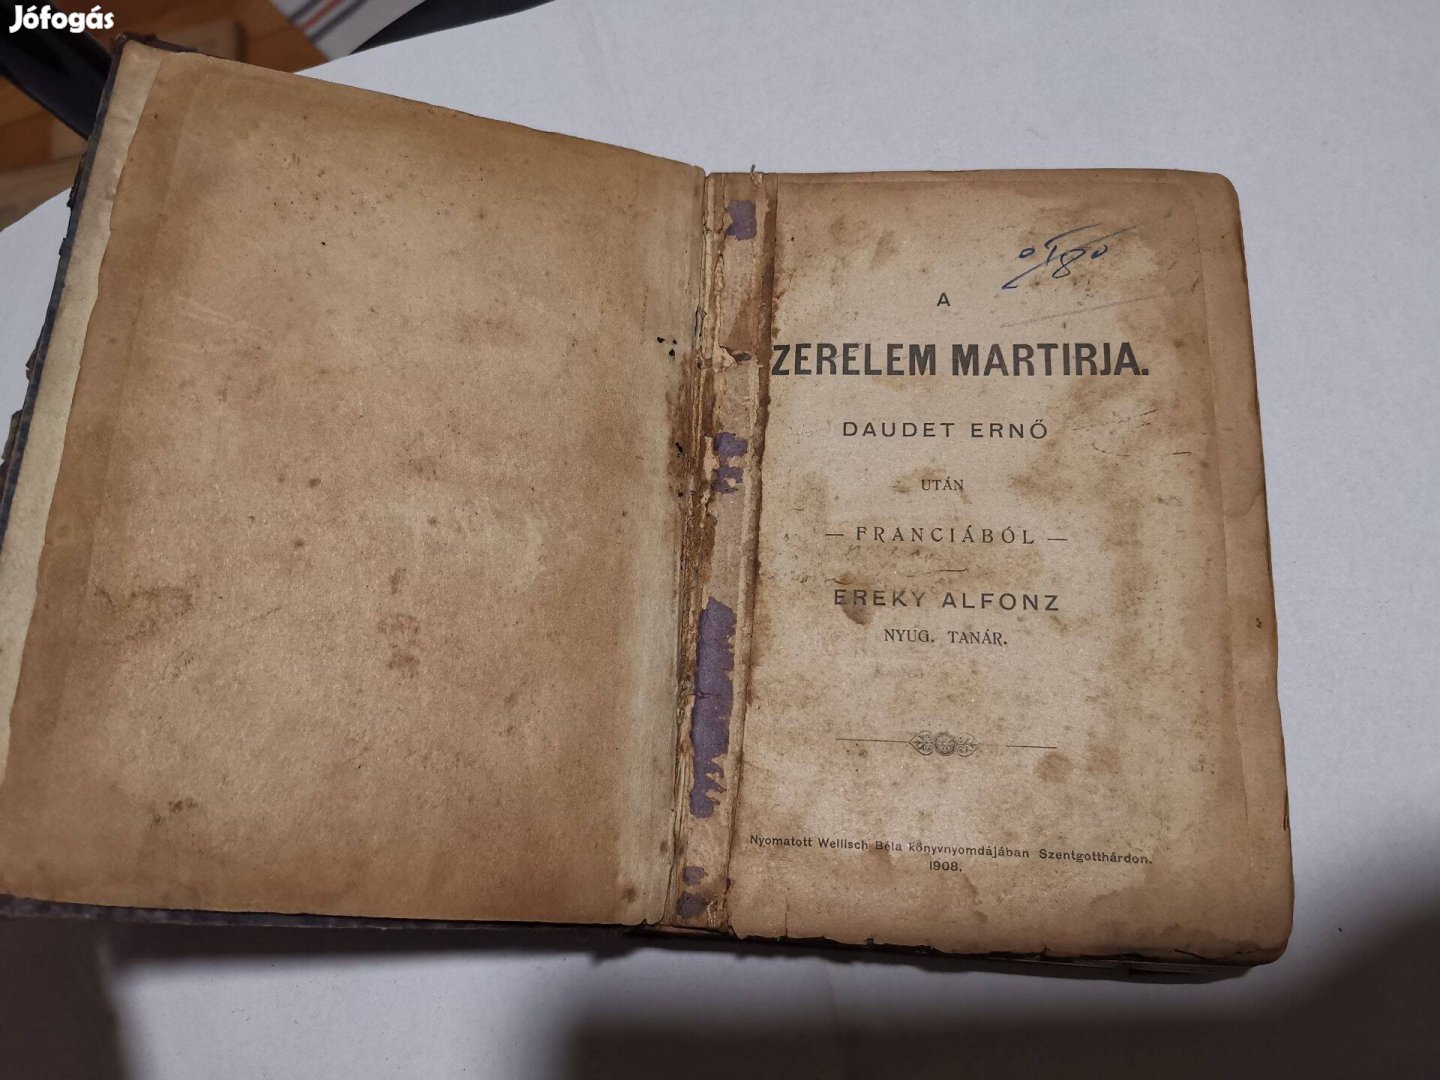 Jófogás
A
ZERELEM MARTIRJA.
DAUDET ERNŐ
UTÁN
— FRANCIÁBÓL —
EREKY ALFONZ
NYUG. TANÁR.
Nyomatott Wellisch Béla könyvnyomdájában Szentgotthárdon.
1908.